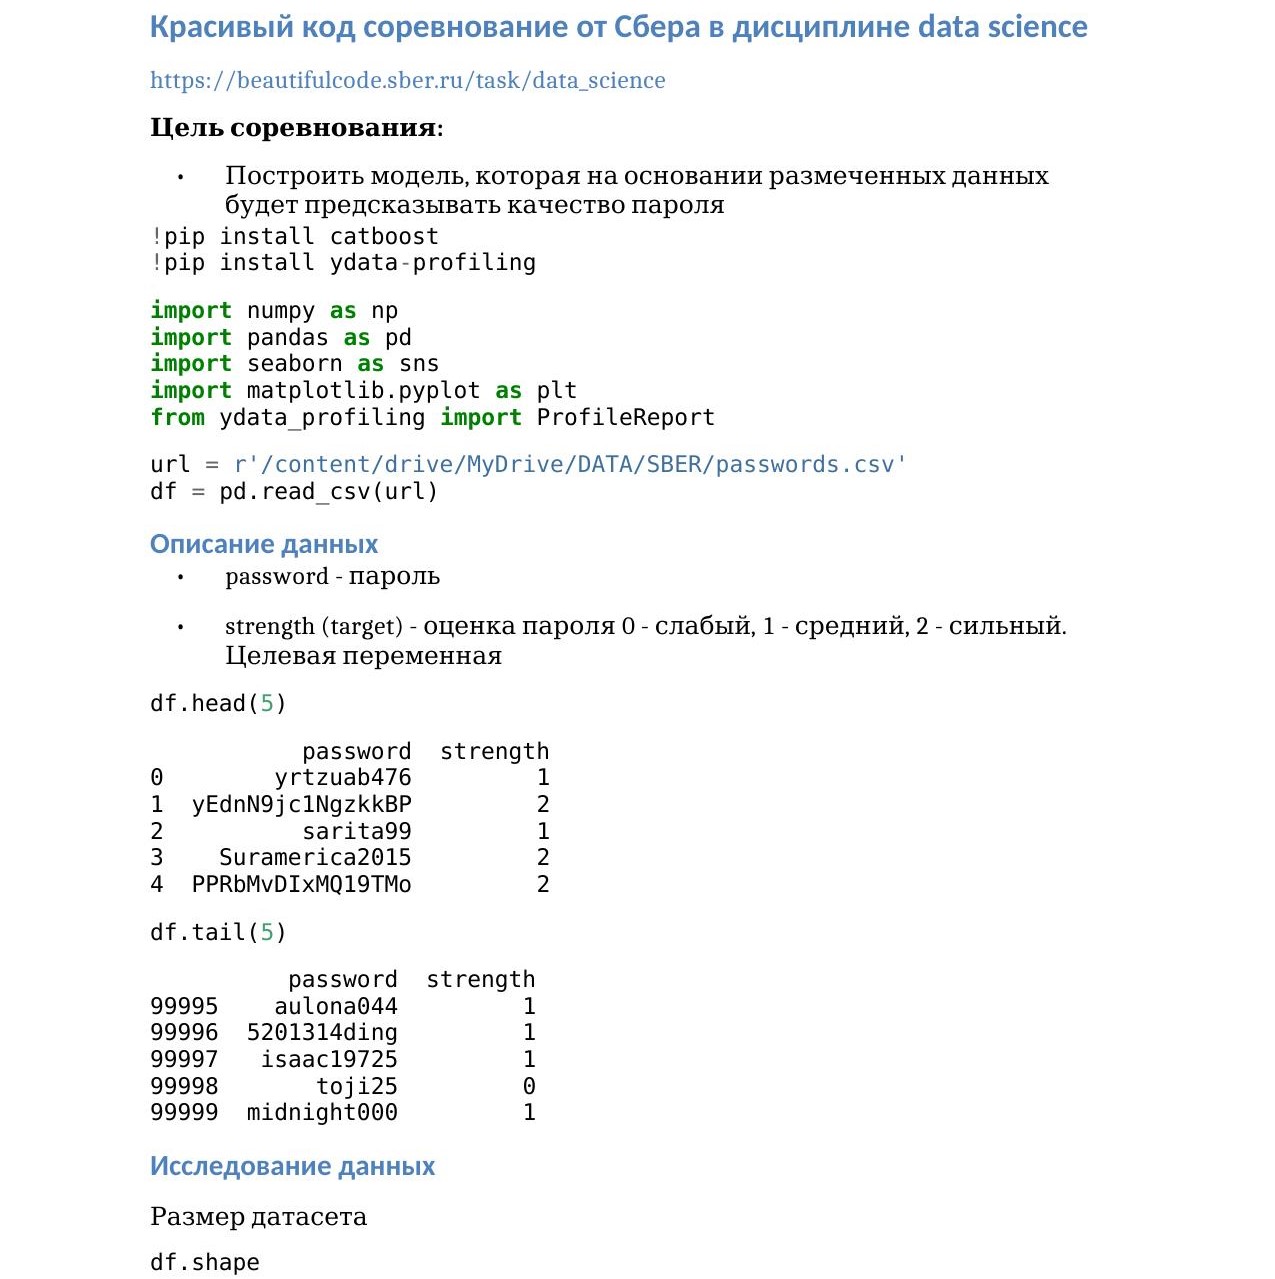 Красивый код соревнование от Сбера в дисциплине data science
https://beautifulcode.sber.ru/task/data_science
Цель соревнования:
• Построить модель, которая на основании размеченных данных
будет предсказывать качество пароля
!pip install catboost
!pip install ydata-profiling
import numpy as np
import pandas as pd
import seaborn as sns
import matplotlib.pyplot as plt
from ydata_profiling import ProfileReport
url = r'/content/drive/MyDrive/DATA/SBER/passwords.csv'
df = pd.read_csv(url)
Описание данных
• password - пароль
• strength (target) - оценка пароля 0 - слабый, 1 - средний, 2 - сильный.
Целевая переменная
df.head(5)
password strength
0 yrtzuab476 1
1 yEdnN9jc1NgzkkBP 2
2 sarita99 1
3 Suramerica2015 2
4 PPRbMvDIxMQ19TMo 2
df.tail(5)
password strength
99995 aulona044 1
99996 5201314ding 1
99997 isaac19725 1
99998 toji25 0
99999 midnight000 1
Исследование данных
Размер датасета
df.shape